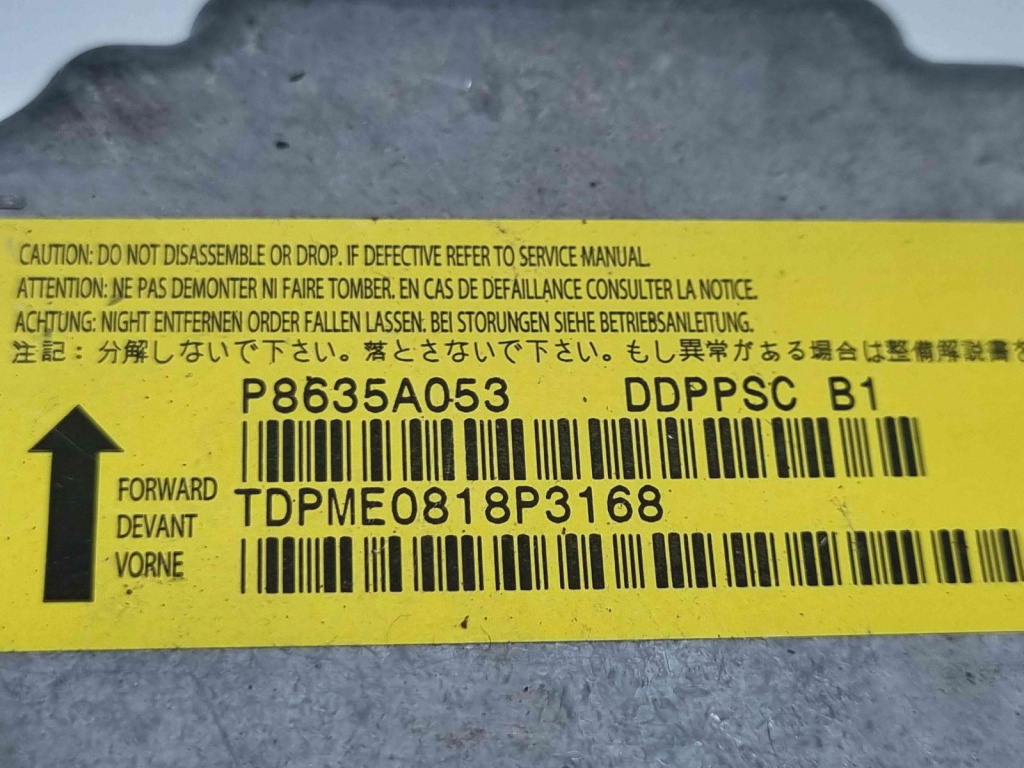 CAUTION: DO NOT DISASSEMBLE OR DROP. IF DEFECTIVE REFER TO SERVICE MANUAL.
ATTENTION: NE PAS DEMONTER NI FAIRE TOMBER. EN CAS DE DEFAILLANCE CONSULTER LA NOTICE.
ACHTUNG: NIGHT ENTFERNEN ORDER FALLEN LASSEN. BEI STORUNGEN SIEHE BETRIEBSANLEITUNG.
注記：分解しないで下さい。落とさないで下さい。もし異常がある場合は整備解説書を
P8635A053 DDPPSC B1
FORWARD TDPME0818P3168
DEVANT
VORNE